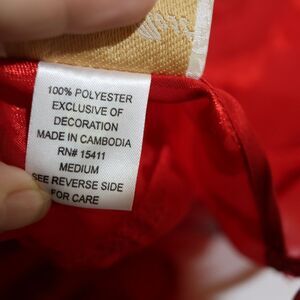 100% POLYESTER
EXCLUSIVE OF
DECORATION
MADE IN CAMBODIA
RN# 15411
MEDIUM
SEE REVERSE SIDE
FOR CARE